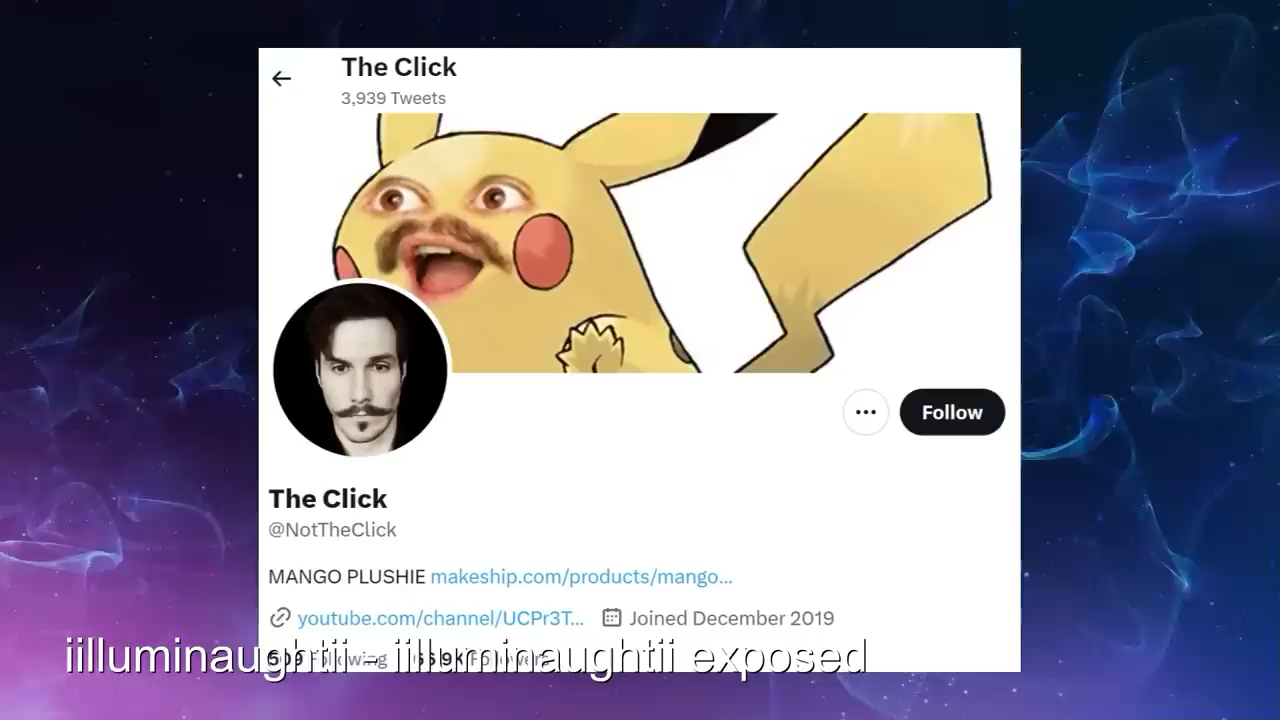 The Click
3,939 Tweets
Follow
The Click
@NotTheClick
MANGO PLUSHIE makeship.com/products/mango...
youtube.com/channel/UCPr3T... Joined December 2019
iilluminaughtii - iilluminaughtii exposed